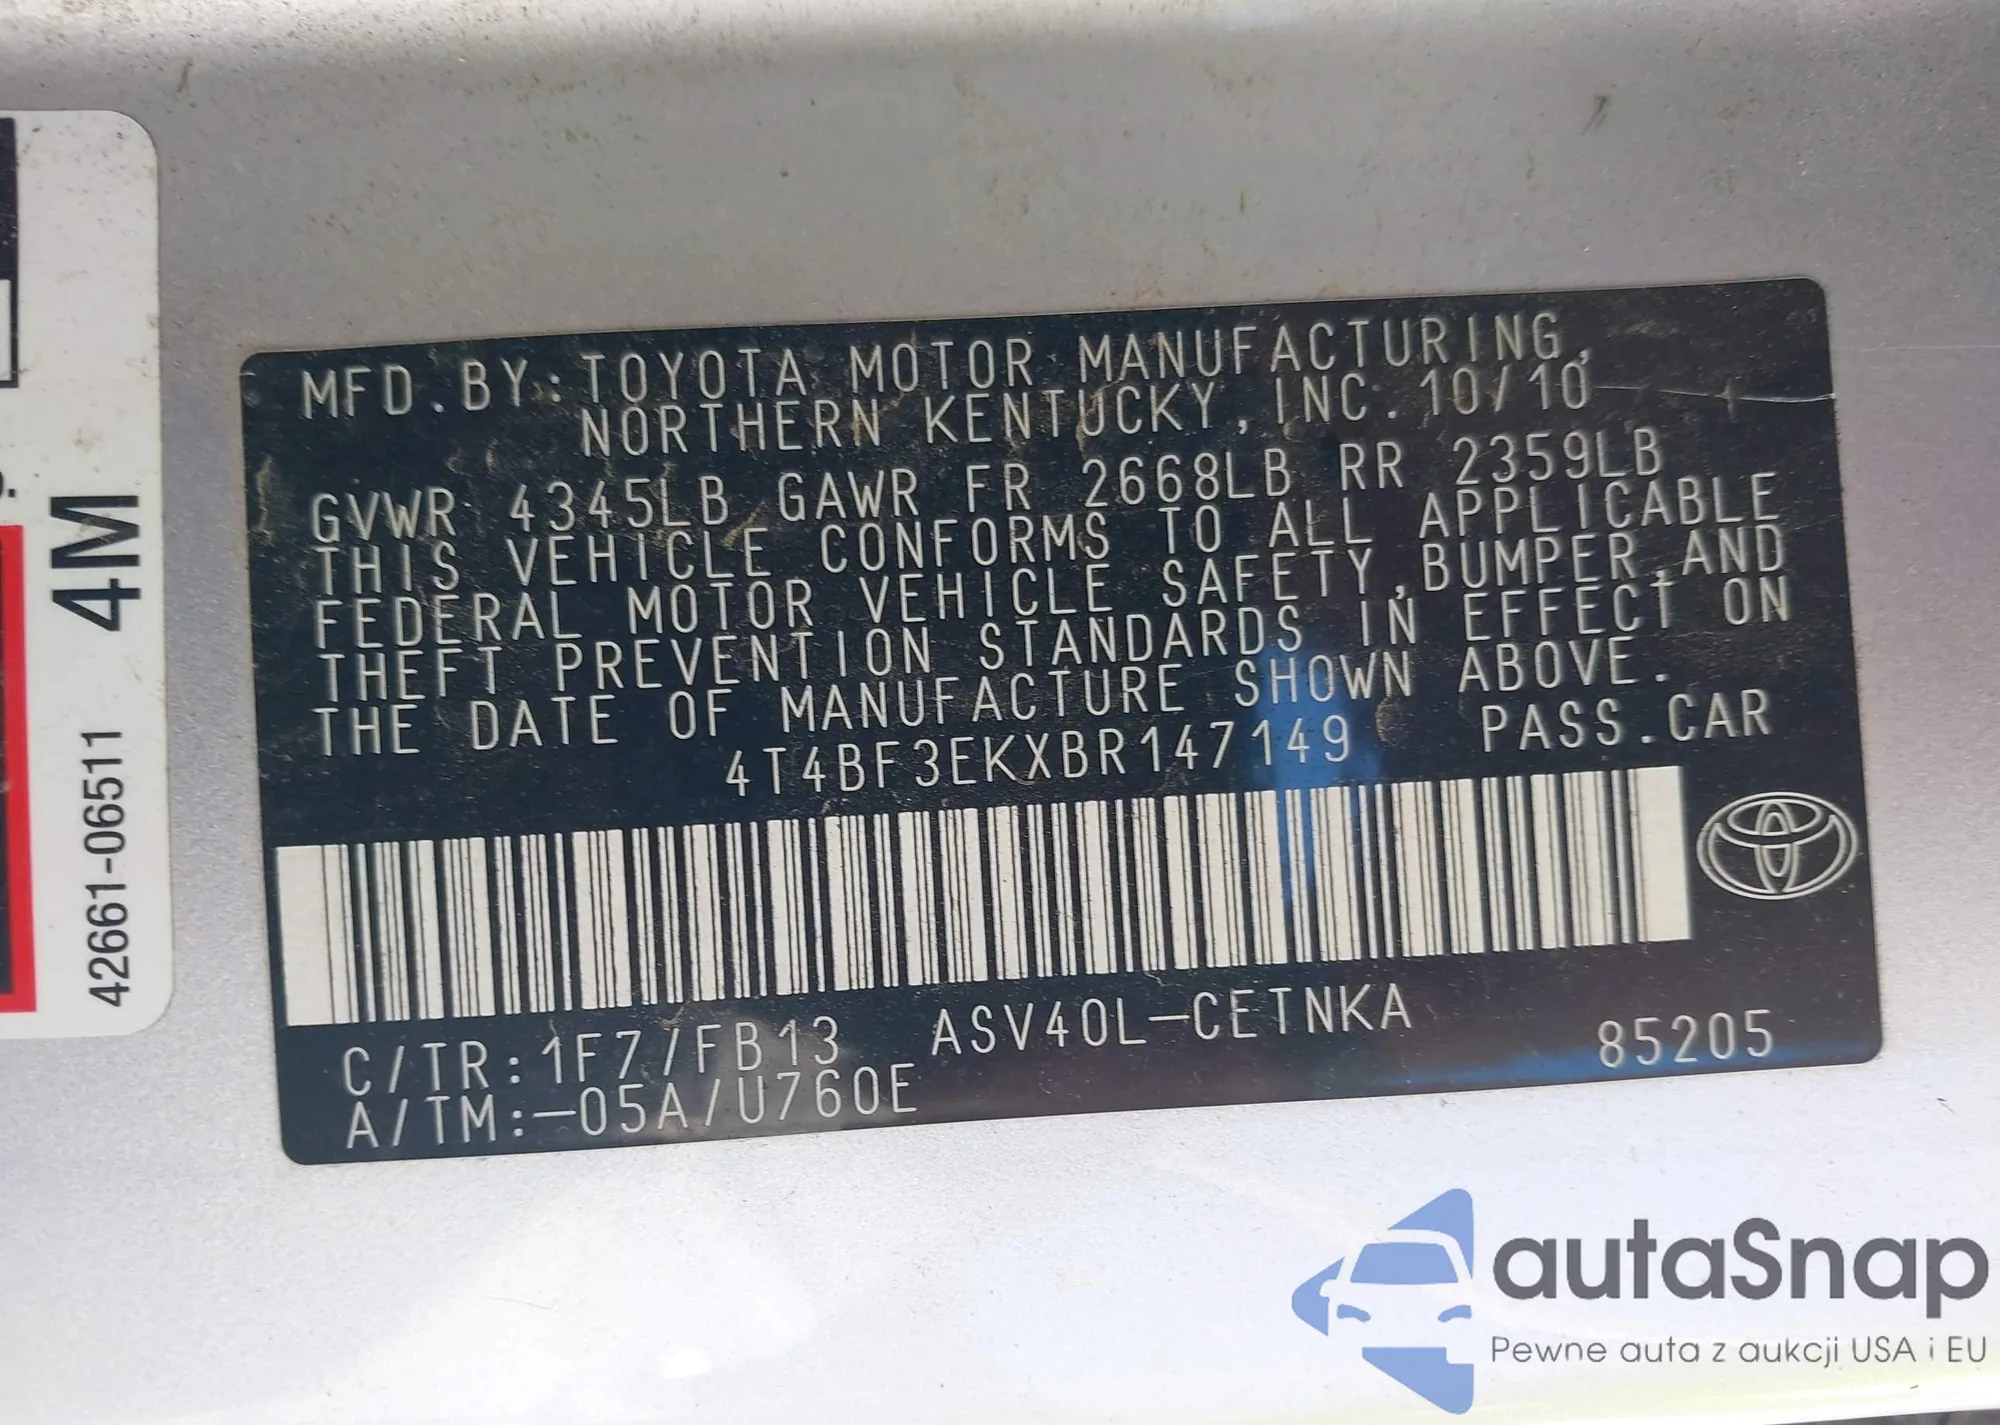 MFD.BY:TOYOTA MOTOR MANUFACTURING,
NORTHERN KENTUCKY,INC.10/10
GVWR 4345LB GAWR FR 2668LB RR 2359LB
THIS VEHICLE CONFORMS TO ALL APPLICABLE
FEDERAL MOTOR VEHICLE SAFETY,BUMPER,AND
THEFT PREVENTION STANDARDS IN EFFECT ON
THE DATE OF MANUFACTURE SHOWN ABOVE.
4T4BF3EKXBR147149 PASS.CAR
C/TR:1F7/FB13 ASV40L-CETNKA 85205
A/TM:-05A/U760E
4M
42661-06511
autaSnap
Pewne auta z aukcji USA i EU